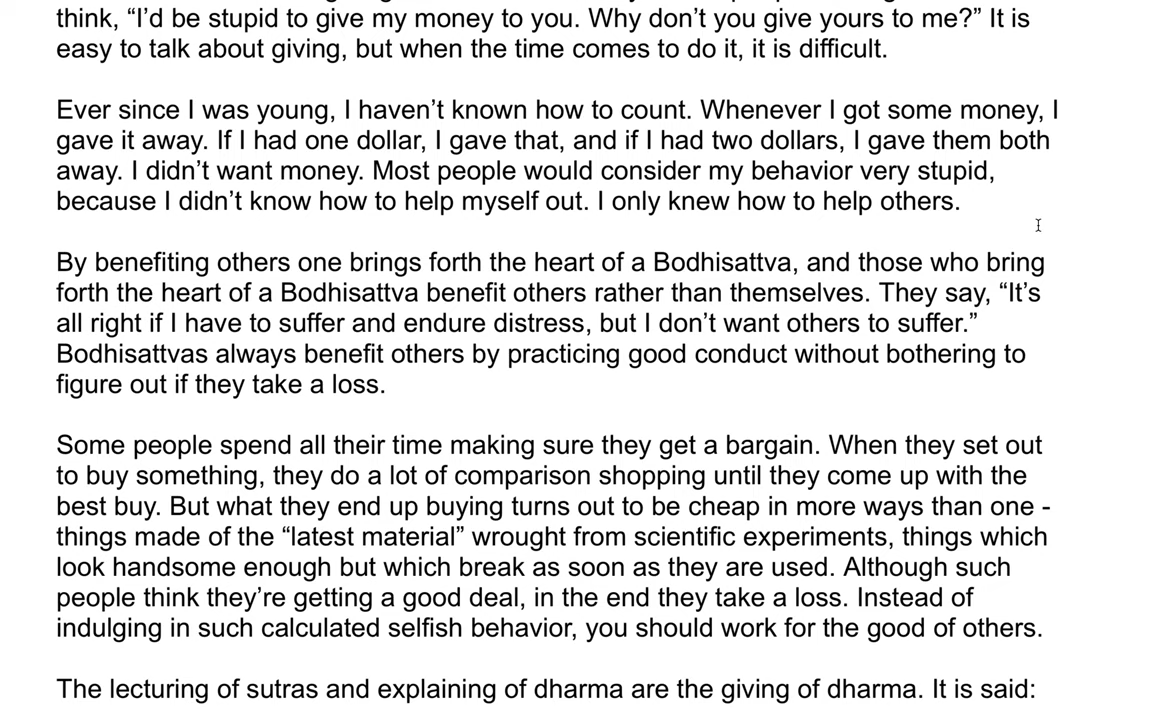 think, “I’d be stupid to give my money to you. Why don’t you give yours to me?” It is
easy to talk about giving, but when the time comes to do it, it is difficult.
Ever since I was young, I haven’t known how to count. Whenever I got some money, I
gave it away. If I had one dollar, I gave that, and if I had two dollars, I gave them both
away. I didn’t want money. Most people would consider my behavior very stupid,
because I didn’t know how to help myself out. I only knew how to help others.
By benefiting others one brings forth the heart of a Bodhisattva, and those who bring
forth the heart of a Bodhisattva benefit others rather than themselves. They say, “It’s
all right if I have to suffer and endure distress, but I don’t want others to suffer.”
Bodhisattvas always benefit others by practicing good conduct without bothering to
figure out if they take a loss.
Some people spend all their time making sure they get a bargain. When they set out
to buy something, they do a lot of comparison shopping until they come up with the
best buy. But what they end up buying turns out to be cheap in more ways than one -
things made of the “latest material” wrought from scientific experiments, things which
look handsome enough but which break as soon as they are used. Although such
people think they’re getting a good deal, in the end they take a loss. Instead of
indulging in such calculated selfish behavior, you should work for the good of others.
The lecturing of sutras and explaining of dharma are the giving of dharma. It is said: